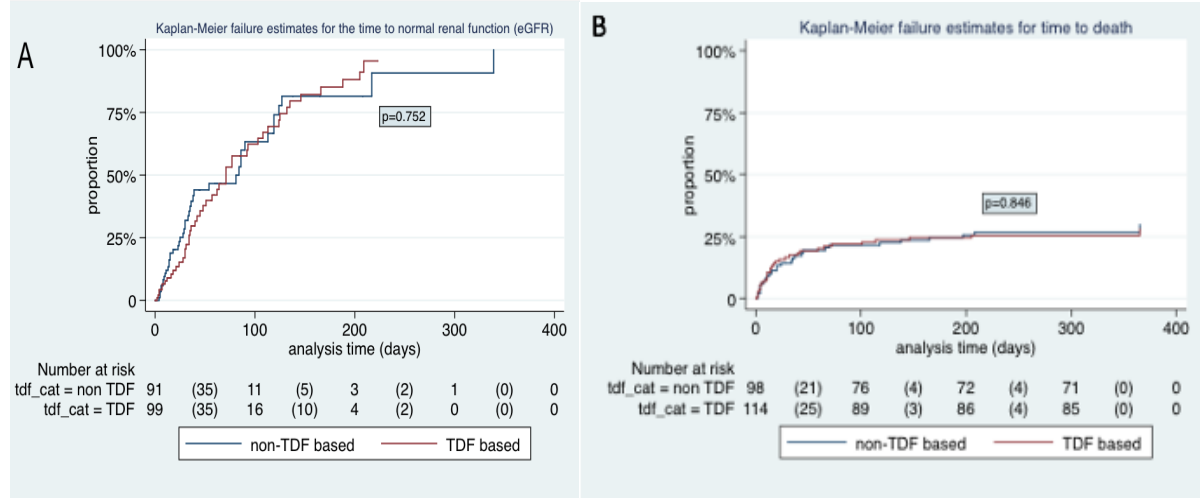 A
Kaplan-Meier failure estimates for the time to normal renal function (eGFR)
100%
75%
50%
25%
0
proportion
p=0.752
0 100 200 300 400
analysis time (days)
Number at risk
tdf_cat = non TDF 91 (35) 11 (5) 3 (2) 1 (0) 0
tdf_cat = TDF 99 (35) 16 (10) 4 (2) 0 (0) 0
non-TDF based TDF based
B
Kaplan-Meier failure estimates for time to death
100%
75%
50%
25%
0
proportion
p=0.846
0 100 200 300 400
analysis time (days)
Number at risk
tdf_cat = non TDF 98 (21) 76 (4) 72 (4) 71 (0) 0
tdf_cat = TDF 114 (25) 89 (3) 86 (4) 85 (0) 0
non-TDF based TDF based